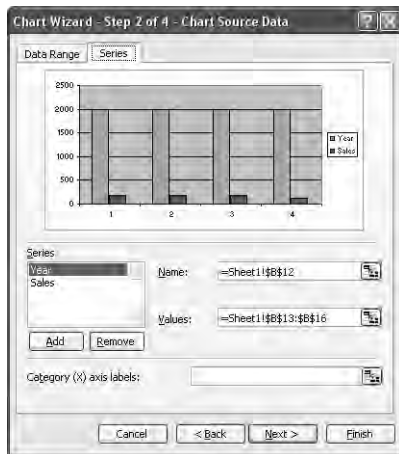 Chart Wizard - Step 2 of 4 - Chart Source Data
Data Range Series
2500
2000
1500
1000
500
0
1 2 3 4
Year
Sales
Series
Year
Sales
Name: =Sheet1!$B$12
Values: =Sheet1!$B$13:$B$16
Add Remove
Category (X) axis labels:
Cancel < Back Next > Finish